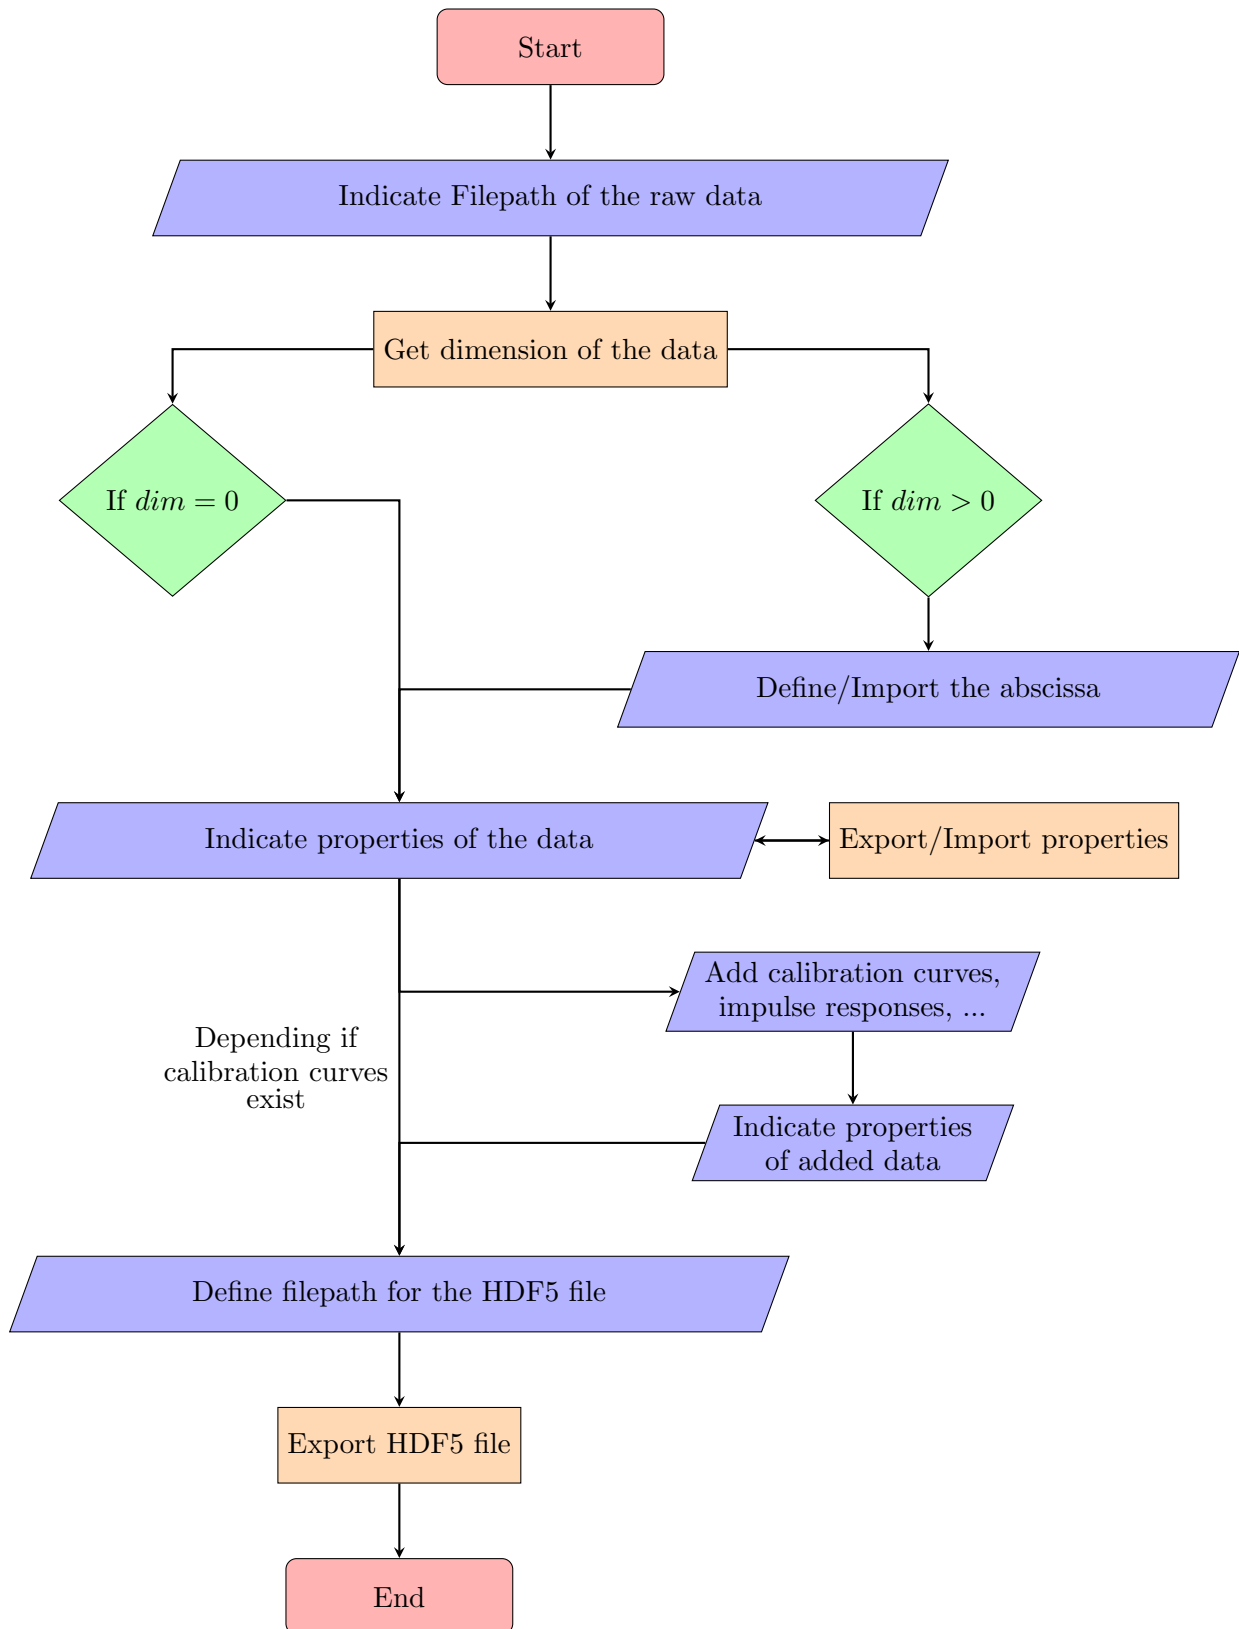 Start
Indicate Filepath of the raw data
Get dimension of the data
If dim = 0
If dim > 0
Define/Import the abscissa
Indicate properties of the data
Export/Import properties
Add calibration curves,
impulse responses, ...
Depending if
calibration curves
exist
Indicate properties
of added data
Define filepath for the HDF5 file
Export HDF5 file
End